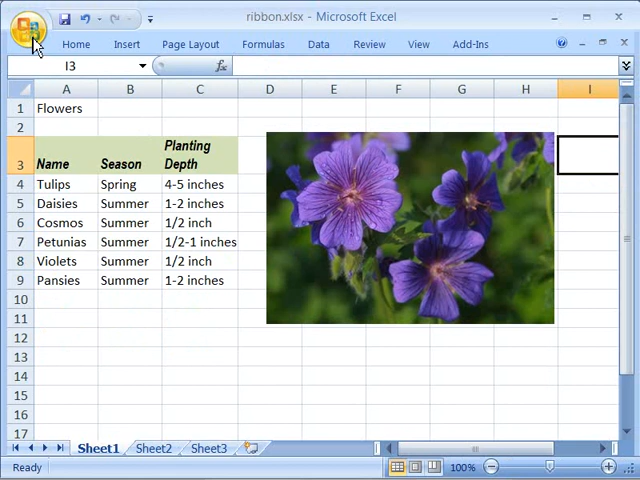 ribbon.xlsx - Microsoft Excel
Home Insert Page Layout Formulas Data Review View Add-Ins
I3 fx
A B C D E F G H I
1 Flowers
2
3 Name Season Planting Depth
4 Tulips Spring 4-5 inches
5 Daisies Summer 1-2 inches
6 Cosmos Summer 1/2 inch
7 Petunias Summer 1/2-1 inches
8 Violets Summer 1/2 inch
9 Pansies Summer 1-2 inches
10
11
12
13
14
15
16
17
Sheet1 Sheet2 Sheet3
Ready 100%